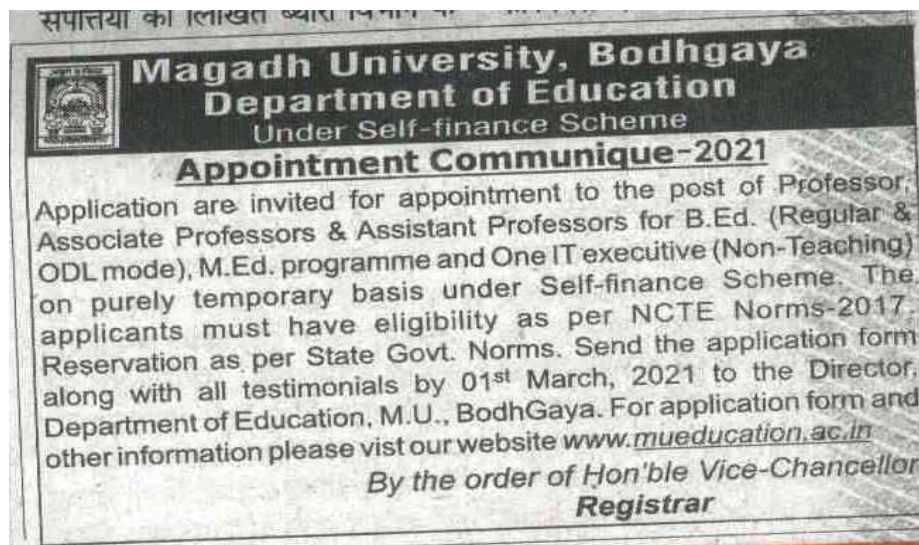 संपत्तियों का लिखित ब्यौरा
Magadh University, Bodhgaya
Department of Education
Under Self-finance Scheme
Appointment Communique-2021
Application are invited for appointment to the post of Professor,
Associate Professors & Assistant Professors for B.Ed. (Regular &
ODL mode), M.Ed. programme and One IT executive (Non-Teaching)
on purely temporary basis under Self-finance Scheme. The
applicants must have eligibility as per NCTE Norms-2017.
Reservation as per State Govt. Norms. Send the application form
along with all testimonials by 01st March, 2021 to the Director,
Department of Education, M.U., BodhGaya. For application form and
other information please vist our website www.mueducation.ac.in
By the order of Hon'ble Vice-Chancellor
Registrar